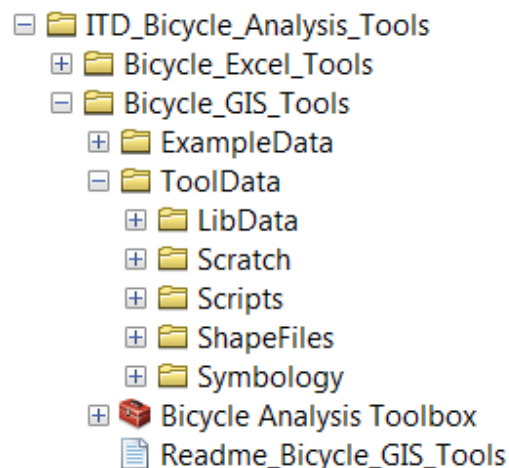 ITD_Bicycle_Analysis_Tools
Bicycle_Excel_Tools
Bicycle_GIS_Tools
ExampleData
ToolData
LibData
Scratch
Scripts
ShapeFiles
Symbology
Bicycle Analysis Toolbox
Readme_Bicycle_GIS_Tools